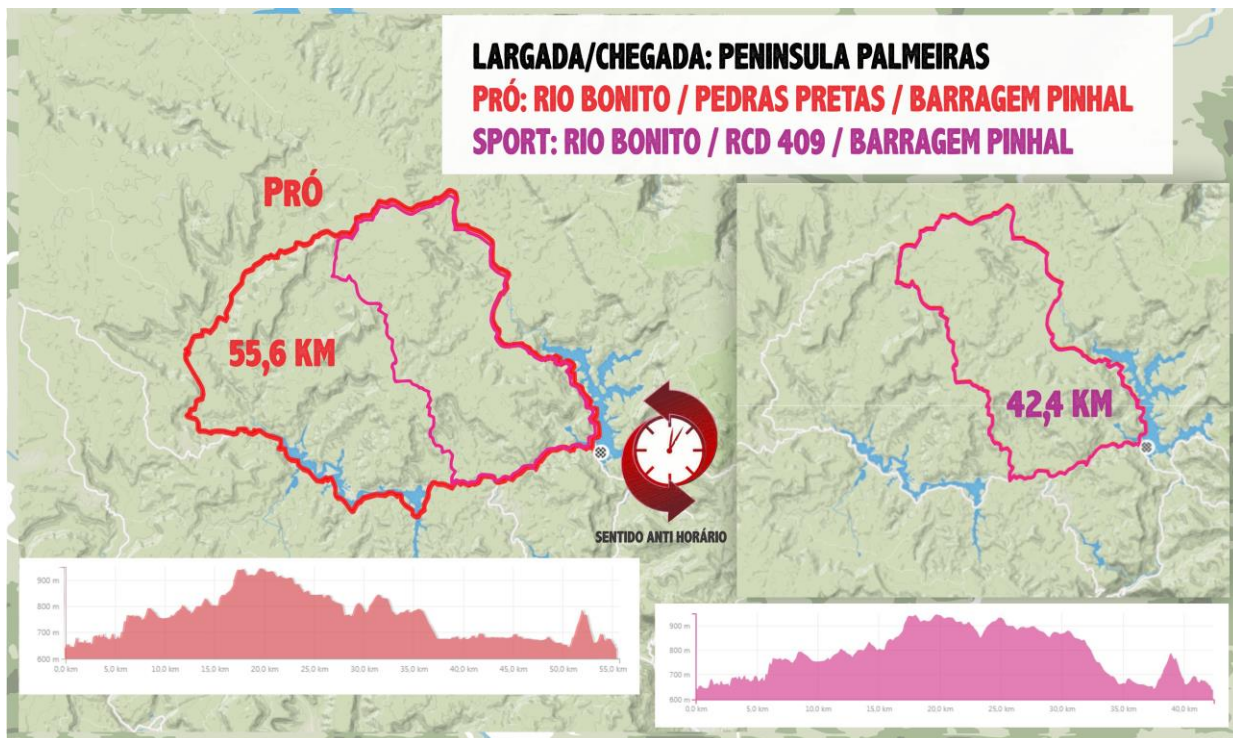 LARGADA/CHEGADA: PENINSULA PALMEIRAS
PRÓ: RIO BONITO / PEDRAS PRETAS / BARRAGEM PINHAL
SPORT: RIO BONITO / RCD 409 / BARRAGEM PINHAL
PRÓ
55,6 KM
42,4 KM
SENTIDO ANTI HORÁRIO
900 m
800 m
700 m
600 m
0,0 km 5,0 km 10,0 km 15,0 km 20,0 km 25,0 km 30,0 km 35,0 km 40,0 km 45,0 km 50,0 km 55,0 km
900 m
800 m
700 m
600 m
0,0 km 5,0 km 10,0 km 15,0 km 20,0 km 25,0 km 30,0 km 35,0 km 40,0 km